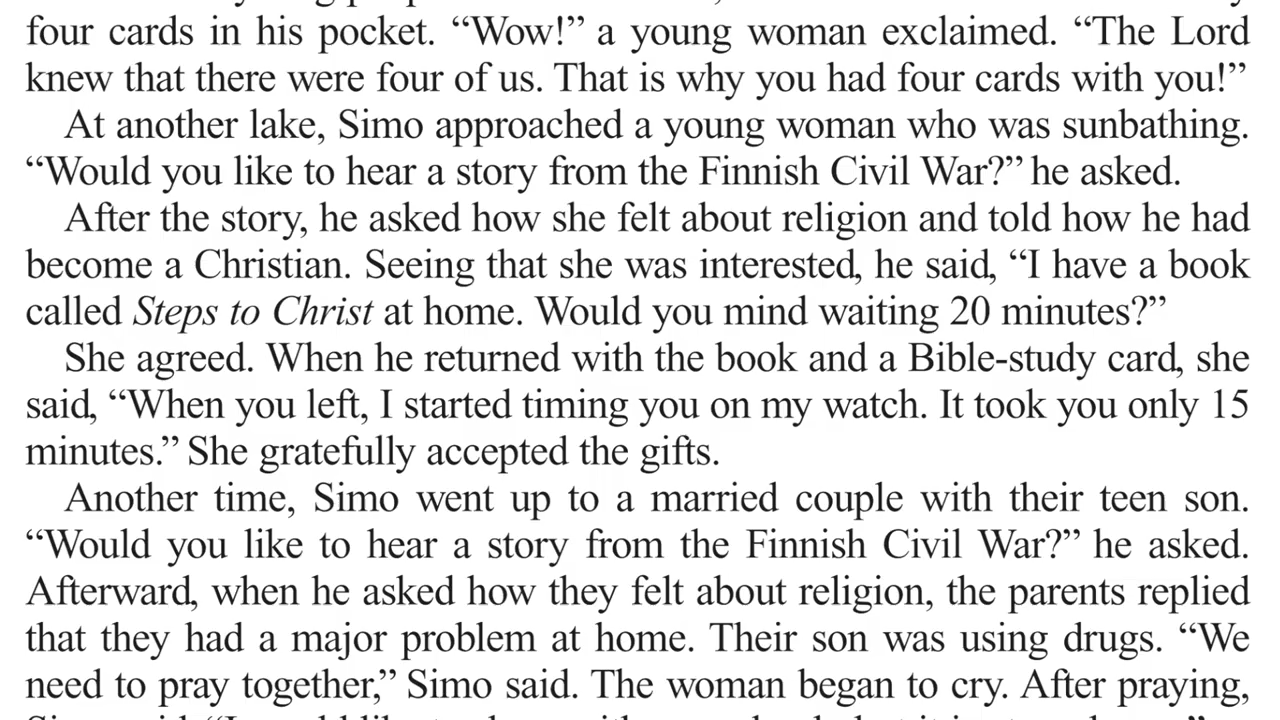 four cards in his pocket. “Wow!” a young woman exclaimed. “The Lord
knew that there were four of us. That is why you had four cards with you!”
At another lake, Simo approached a young woman who was sunbathing.
“Would you like to hear a story from the Finnish Civil War?” he asked.
After the story, he asked how she felt about religion and told how he had
become a Christian. Seeing that she was interested, he said, “I have a book
called Steps to Christ at home. Would you mind waiting 20 minutes?”
She agreed. When he returned with the book and a Bible-study card, she
said, “When you left, I started timing you on my watch. It took you only 15
minutes.” She gratefully accepted the gifts.
Another time, Simo went up to a married couple with their teen son.
“Would you like to hear a story from the Finnish Civil War?” he asked.
Afterward, when he asked how they felt about religion, the parents replied
that they had a major problem at home. Their son was using drugs. “We
need to pray together,” Simo said. The woman began to cry. After praying,